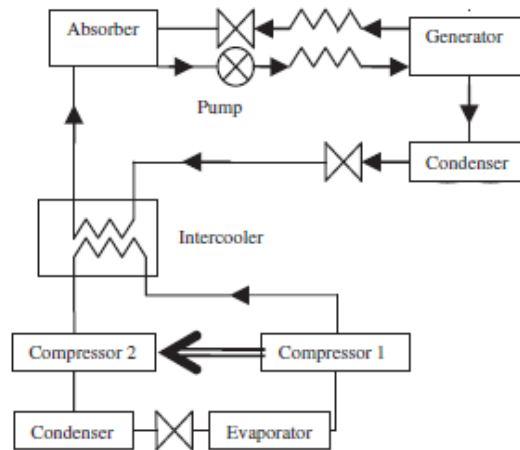 Absorber
Generator
Pump
Condenser
Intercooler
Compressor 2
Compressor 1
Condenser
Evaporator